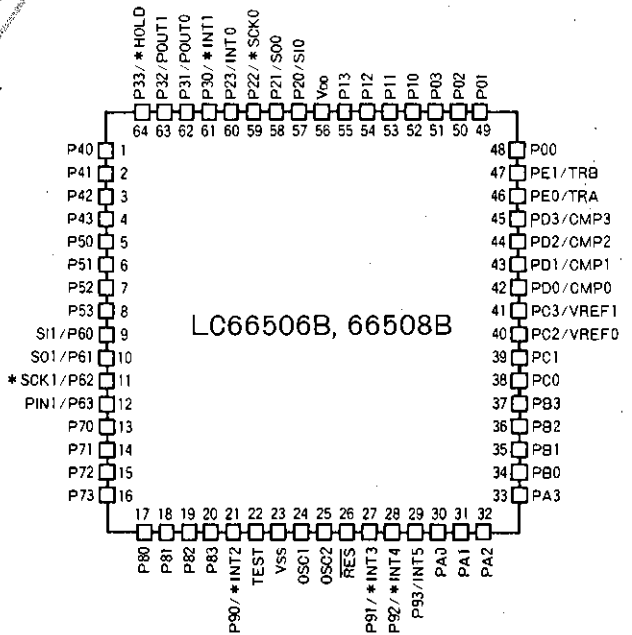 P33/*HOLD
P32/POUT1
P31/POUT0
P30/*INT1
P23/INT0
P22/*SCK0
P21/SO0
P20/SI0
VDD
P13
P12
P11
P10
P03
P02
P01
64 63 62 61 60 59 58 57 56 55 54 53 52 51 50 49
P40 1
P41 2
P42 3
P43 4
P50 5
P51 6
P52 7
P53 8
SI1/P60 9
SO1/P61 10
*SCK1/P62 11
PIN1/P63 12
P70 13
P71 14
P72 15
P73 16
LC66506B, 66508B
48 P00
47 PE1/TRB
46 PE0/TRA
45 PD3/CMP3
44 PD2/CMP2
43 PD1/CMP1
42 PD0/CMP0
41 PC3/VREF1
40 PC2/VREF0
39 PC1
38 PC0
37 PB3
36 PB2
35 PB1
34 PB0
33 PA3
17 18 19 20 21 22 23 24 25 26 27 28 29 30 31 32
P80
P81
P82
P83
P90/*INT2
TEST
VSS
OSC1
OSC2
RES
P91/*INT3
P92/*INT4
P93/INT5
PA0
PA1
PA2